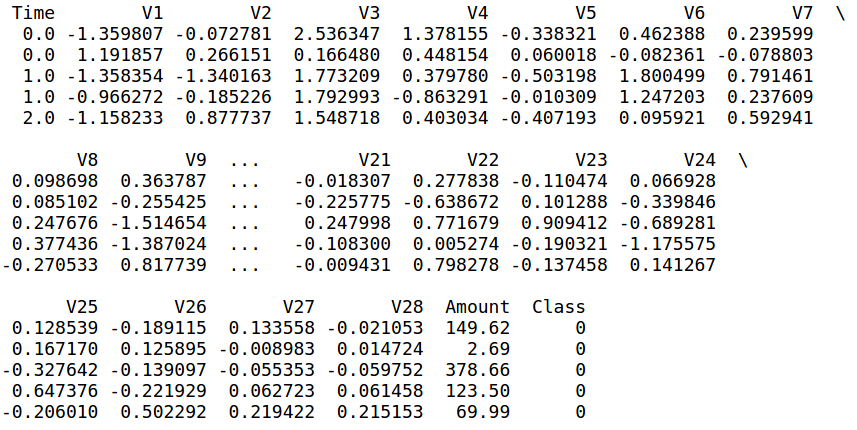 Time V1 V2 V3 V4 V5 V6 V7 \
0.0 -1.359807 -0.072781 2.536347 1.378155 -0.338321 0.462388 0.239599
0.0 1.191857 0.266151 0.166480 0.448154 0.060018 -0.082361 -0.078803
1.0 -1.358354 -1.340163 1.773209 0.379780 -0.503198 1.800499 0.791461
1.0 -0.966272 -0.185226 1.792993 -0.863291 -0.010309 1.247203 0.237609
2.0 -1.158233 0.877737 1.548718 0.403034 -0.407193 0.095921 0.592941
V8 V9 ... V21 V22 V23 V24 \
0.098698 0.363787 ... -0.018307 0.277838 -0.110474 0.066928
0.085102 -0.255425 ... -0.225775 -0.638672 0.101288 -0.339846
0.247676 -1.514654 ... 0.247998 0.771679 0.909412 -0.689281
0.377436 -1.387024 ... -0.108300 0.005274 -0.190321 -1.175575
-0.270533 0.817739 ... -0.009431 0.798278 -0.137458 0.141267
V25 V26 V27 V28 Amount Class
0.128539 -0.189115 0.133558 -0.021053 149.62 0
0.167170 0.125895 -0.008983 0.014724 2.69 0
-0.327642 -0.139097 -0.055353 -0.059752 378.66 0
0.647376 -0.221929 0.062723 0.061458 123.50 0
-0.206010 0.502292 0.219422 0.215153 69.99 0